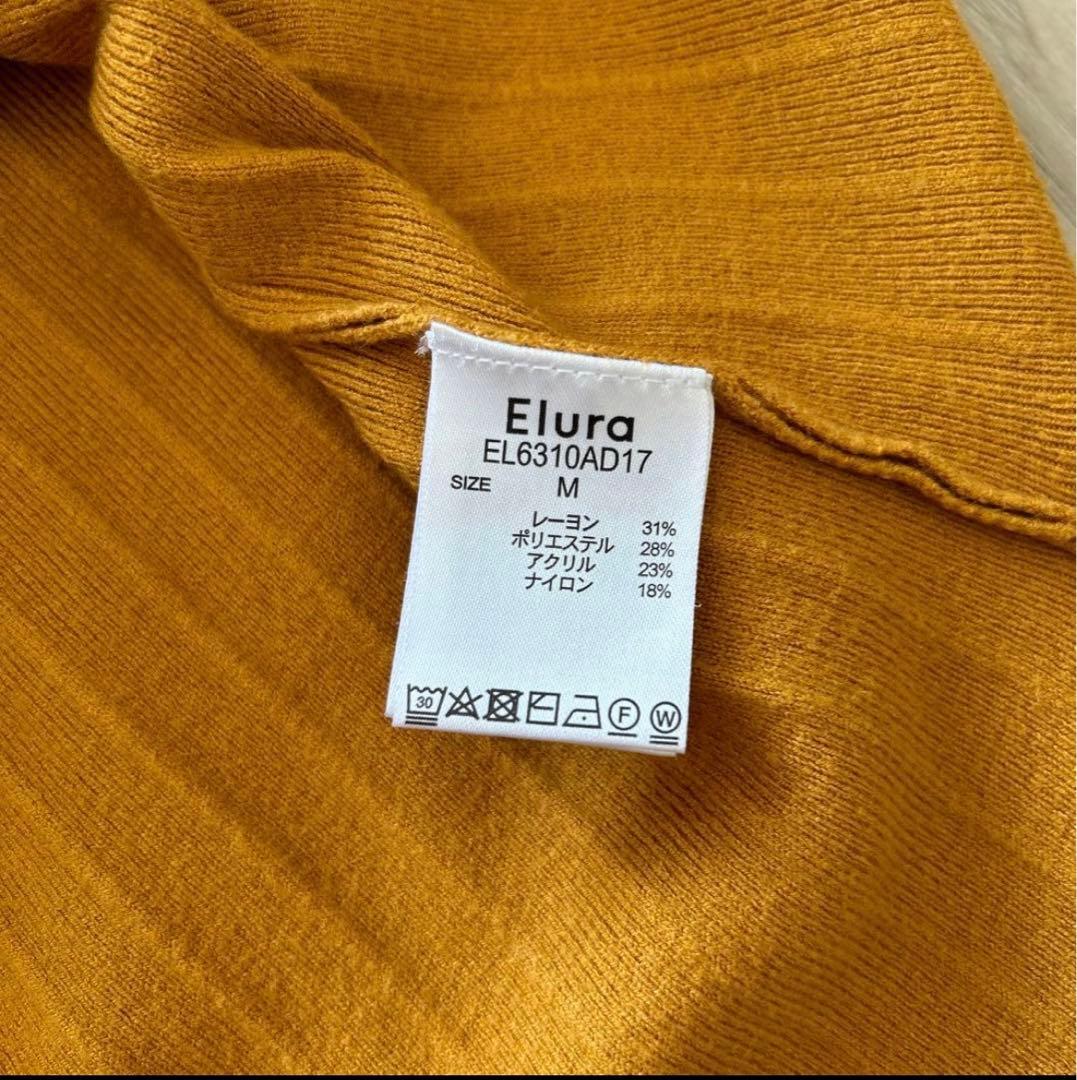 Elura
EL6310AD17
SIZE M
レーヨン 31%
ポリエステル 28%
アクリル 23%
ナイロン 18%
30 F W